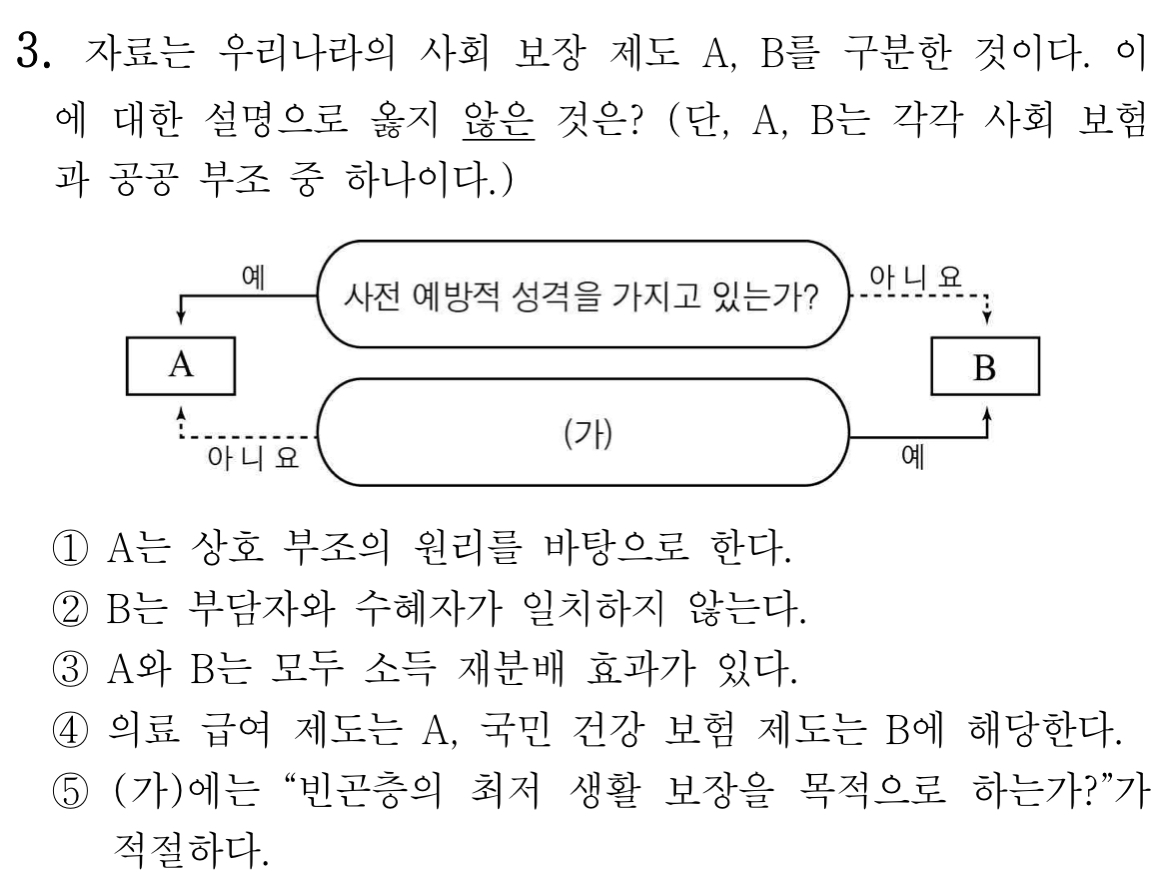 3. 자료는 우리나라의 사회 보장 제도 A, B를 구분한 것이다. 이
에 대한 설명으로 옳지 않은 것은? (단, A, B는 각각 사회 보험
과 공공 부조 중 하나이다.)
예
사전 예방적 성격을 가지고 있는가?
아니요
A
B
(가)
아니요
예
① A는 상호 부조의 원리를 바탕으로 한다.
② B는 부담자와 수혜자가 일치하지 않는다.
③ A와 B는 모두 소득 재분배 효과가 있다.
④ 의료 급여 제도는 A, 국민 건강 보험 제도는 B에 해당한다.
⑤ (가)에는 “빈곤층의 최저 생활 보장을 목적으로 하는가?”가
적절하다.